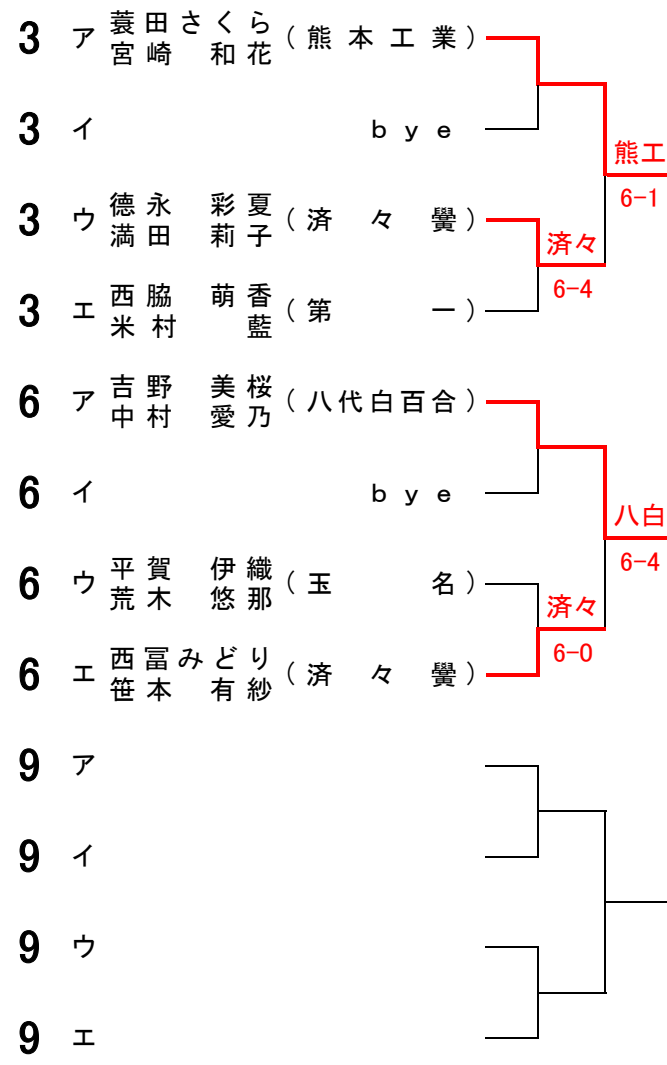 3 ア 蓑田さくら 宮崎 和花 (熊本工業)
3 イ bye
熊工
6-1
3 ウ 德永 彩夏 満田 莉子 (済々黌)
済々
6-4
3 エ 西脇 萌香 米村 藍 (第一)
6 ア 吉野 美桜 中村 愛乃 (八代白百合)
6 イ bye
八白
6-4
6 ウ 平賀 伊織 荒木 悠那 (玉名)
済々
6-0
6 エ 西冨みどり 笹本 有紗 (済々黌)
9 ア
9 イ
9 ウ
9 エ